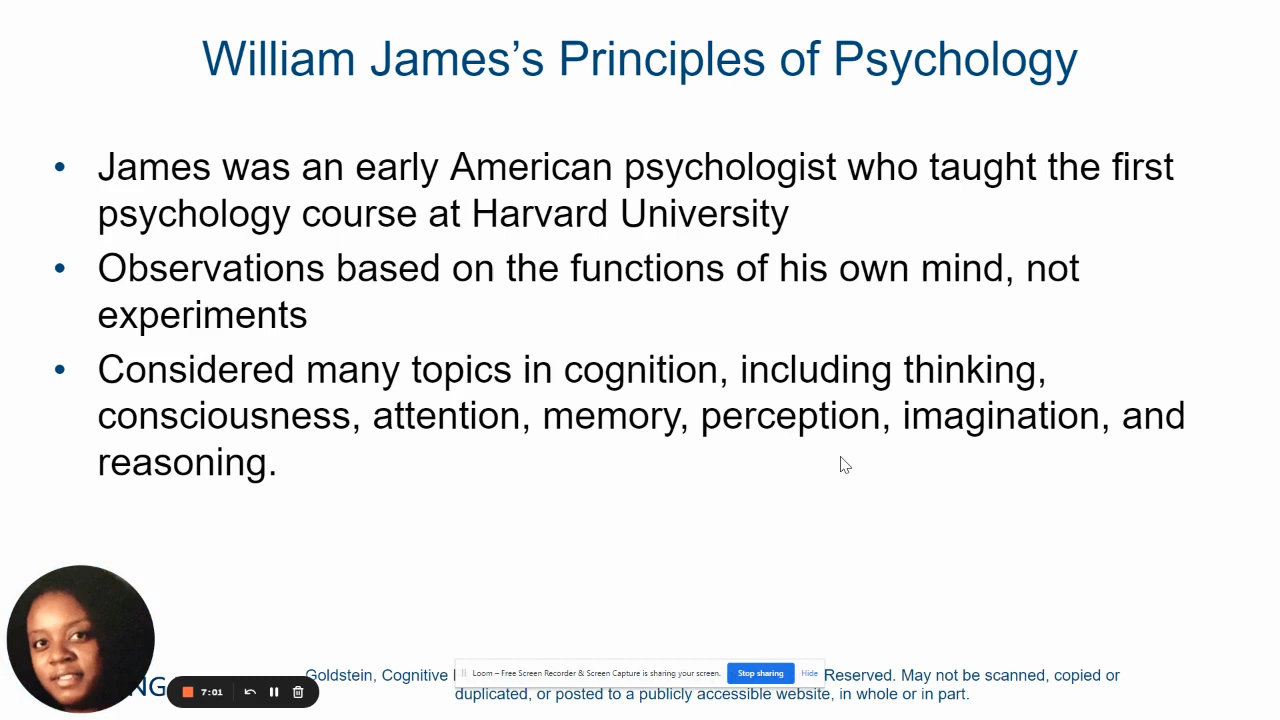 William James’s Principles of Psychology
• James was an early American psychologist who taught the first
psychology course at Harvard University
• Observations based on the functions of his own mind, not
experiments
• Considered many topics in cognition, including thinking,
consciousness, attention, memory, perception, imagination, and
reasoning.
Goldstein, Cognitive
Reserved. May not be scanned, copied or
duplicated, or posted to a publicly accessible website, in whole or in part.
Loom – Free Screen Recorder & Screen Capture is sharing your screen.
Stop sharing
Hide
NG
7:01